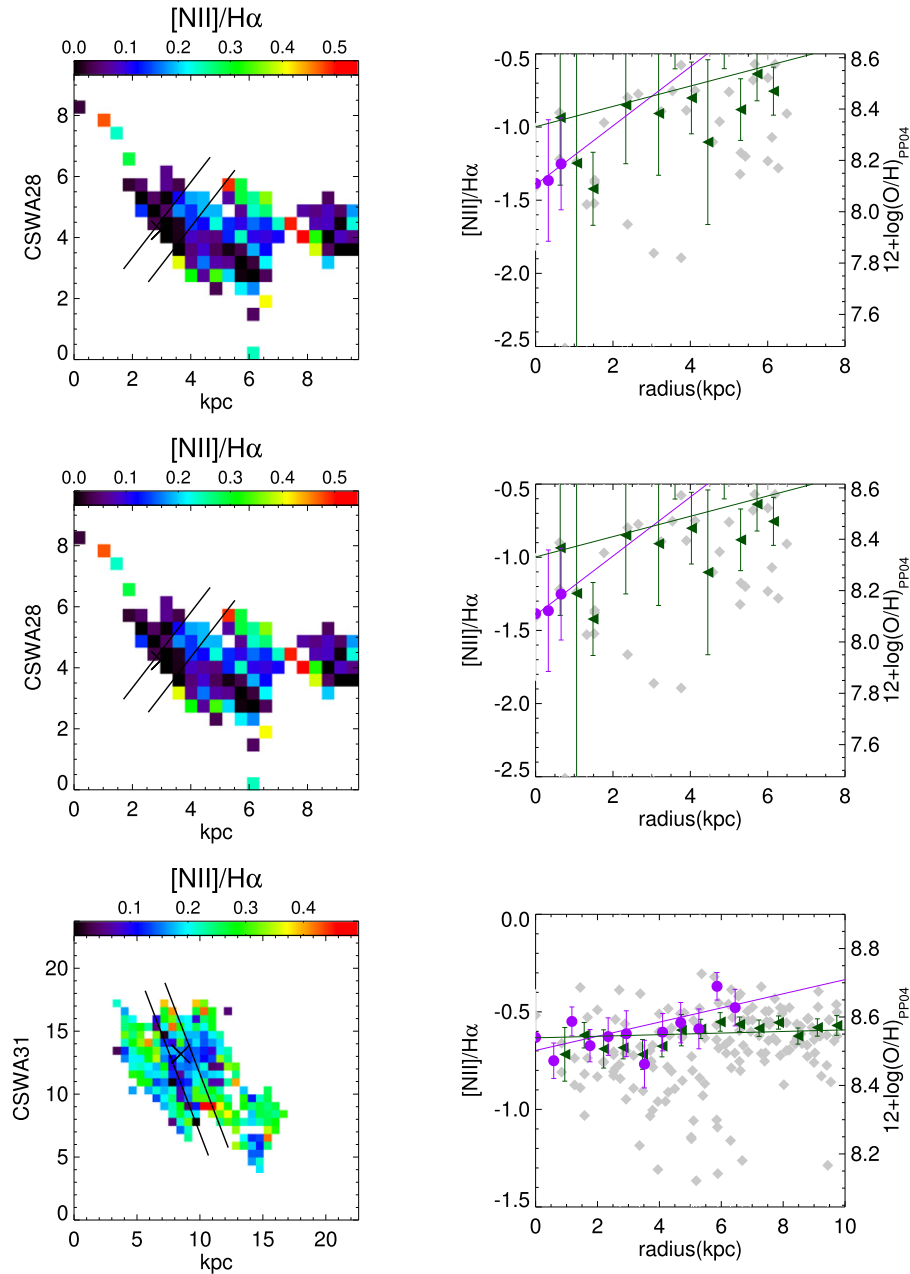 [NII]/Hα
0.0 0.1 0.2 0.3 0.4 0.5
CSWA28
8
6
4
2
0
0 2 4 6 8
kpc
[NII]/Hα
-0.5
-1.0
-1.5
-2.0
-2.5
0 2 4 6 8
radius(kpc)
8.6
8.4
8.2
8.0
7.8
7.6
12+log(O/H)PP04
[NII]/Hα
0.0 0.1 0.2 0.3 0.4 0.5
CSWA28
8
6
4
2
0
0 2 4 6 8
kpc
[NII]/Hα
-0.5
-1.0
-1.5
-2.0
-2.5
0 2 4 6 8
radius(kpc)
8.6
8.4
8.2
8.0
7.8
7.6
12+log(O/H)PP04
[NII]/Hα
0.1 0.2 0.3 0.4
CSWA31
20
15
10
5
0
0 5 10 15 20
kpc
[NII]/Hα
0.0
-0.5
-1.0
-1.5
0 2 4 6 8 10
radius(kpc)
8.8
8.6
8.4
8.2
12+log(O/H)PP04